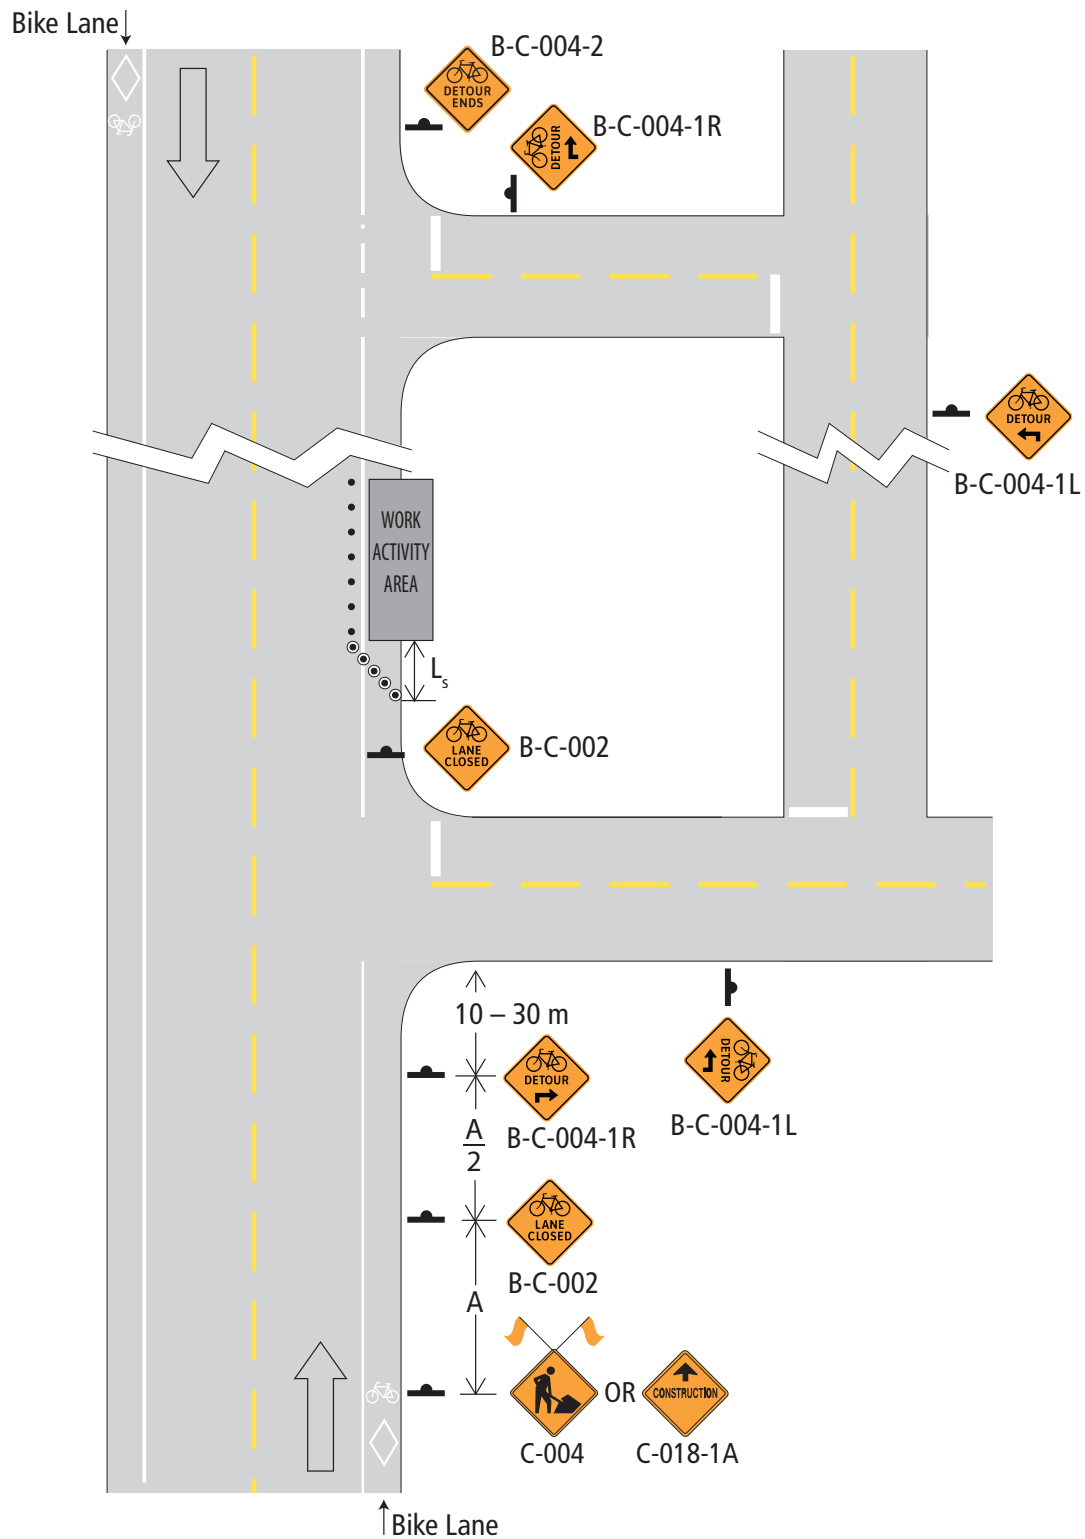 Bike Lane
B-C-004-2
DETOUR
ENDS
B-C-004-1R
DETOUR
DETOUR
B-C-004-1L
WORK
ACTIVITY
AREA
Ls
LANE
CLOSED
B-C-002
10 – 30 m
DETOUR
B-C-004-1R
DETOUR
B-C-004-1L
A
2
LANE
CLOSED
B-C-002
A
OR
CONSTRUCTION
C-004
C-018-1A
Bike Lane